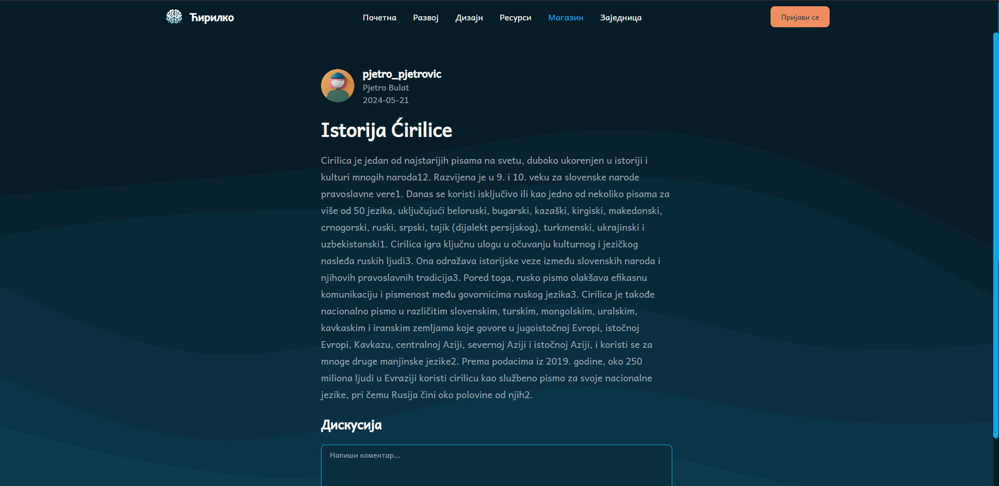 Ћирилко
Почетна Развој Дизајн Ресурси Магазин Заједница
Пријави се
pjetro_pjetrovic
Pjetro Bulat
2024-05-21
Istorija Ćirilice
Cirilica je jedan od najstarijih pisama na svetu, duboko ukorenjen u istoriji i
kulturi mnogih naroda12. Razvijena je u 9. i 10. veku za slovenske narode
pravoslavne vere1. Danas se koristi isključivo ili kao jedno od nekoliko pisama za
više od 50 jezika, uključujući beloruski, bugarski, kazaški, kirgiski, makedonski,
crnogorski, ruski, srpski, tajik (dijalekt persijskog), turkmenski, ukrajinski i
uzbekistanski1. Cirilica igra ključnu ulogu u očuvanju kulturnog i jezičkog
nasleđa ruskih ljudi3. Ona odražava istorijske veze između slovenskih naroda i
njihovih pravoslavnih tradicija3. Pored toga, rusko pismo olakšava efikasnu
komunikaciju i pismenost među govornicima ruskog jezika3. Cirilica je takođe
nacionalno pismo u različitim slovenskim, turskim, mongolskim, uralskim,
kavkaskim i iranskim zemljama koje govore u jugoistočnoj Evropi, istočnoj
Evropi, Kavkazu, centralnoj Aziji, severnoj Aziji i istočnoj Aziji, i koristi se za
mnoge druge manjinske jezike2. Prema podacima iz 2019. godine, oko 250
miliona ljudi u Evraziji koristi cirilicu kao službeno pismo za svoje nacionalne
jezike, pri čemu Rusija čini oko polovine od njih2.
Дискусија
Напиши коментар...